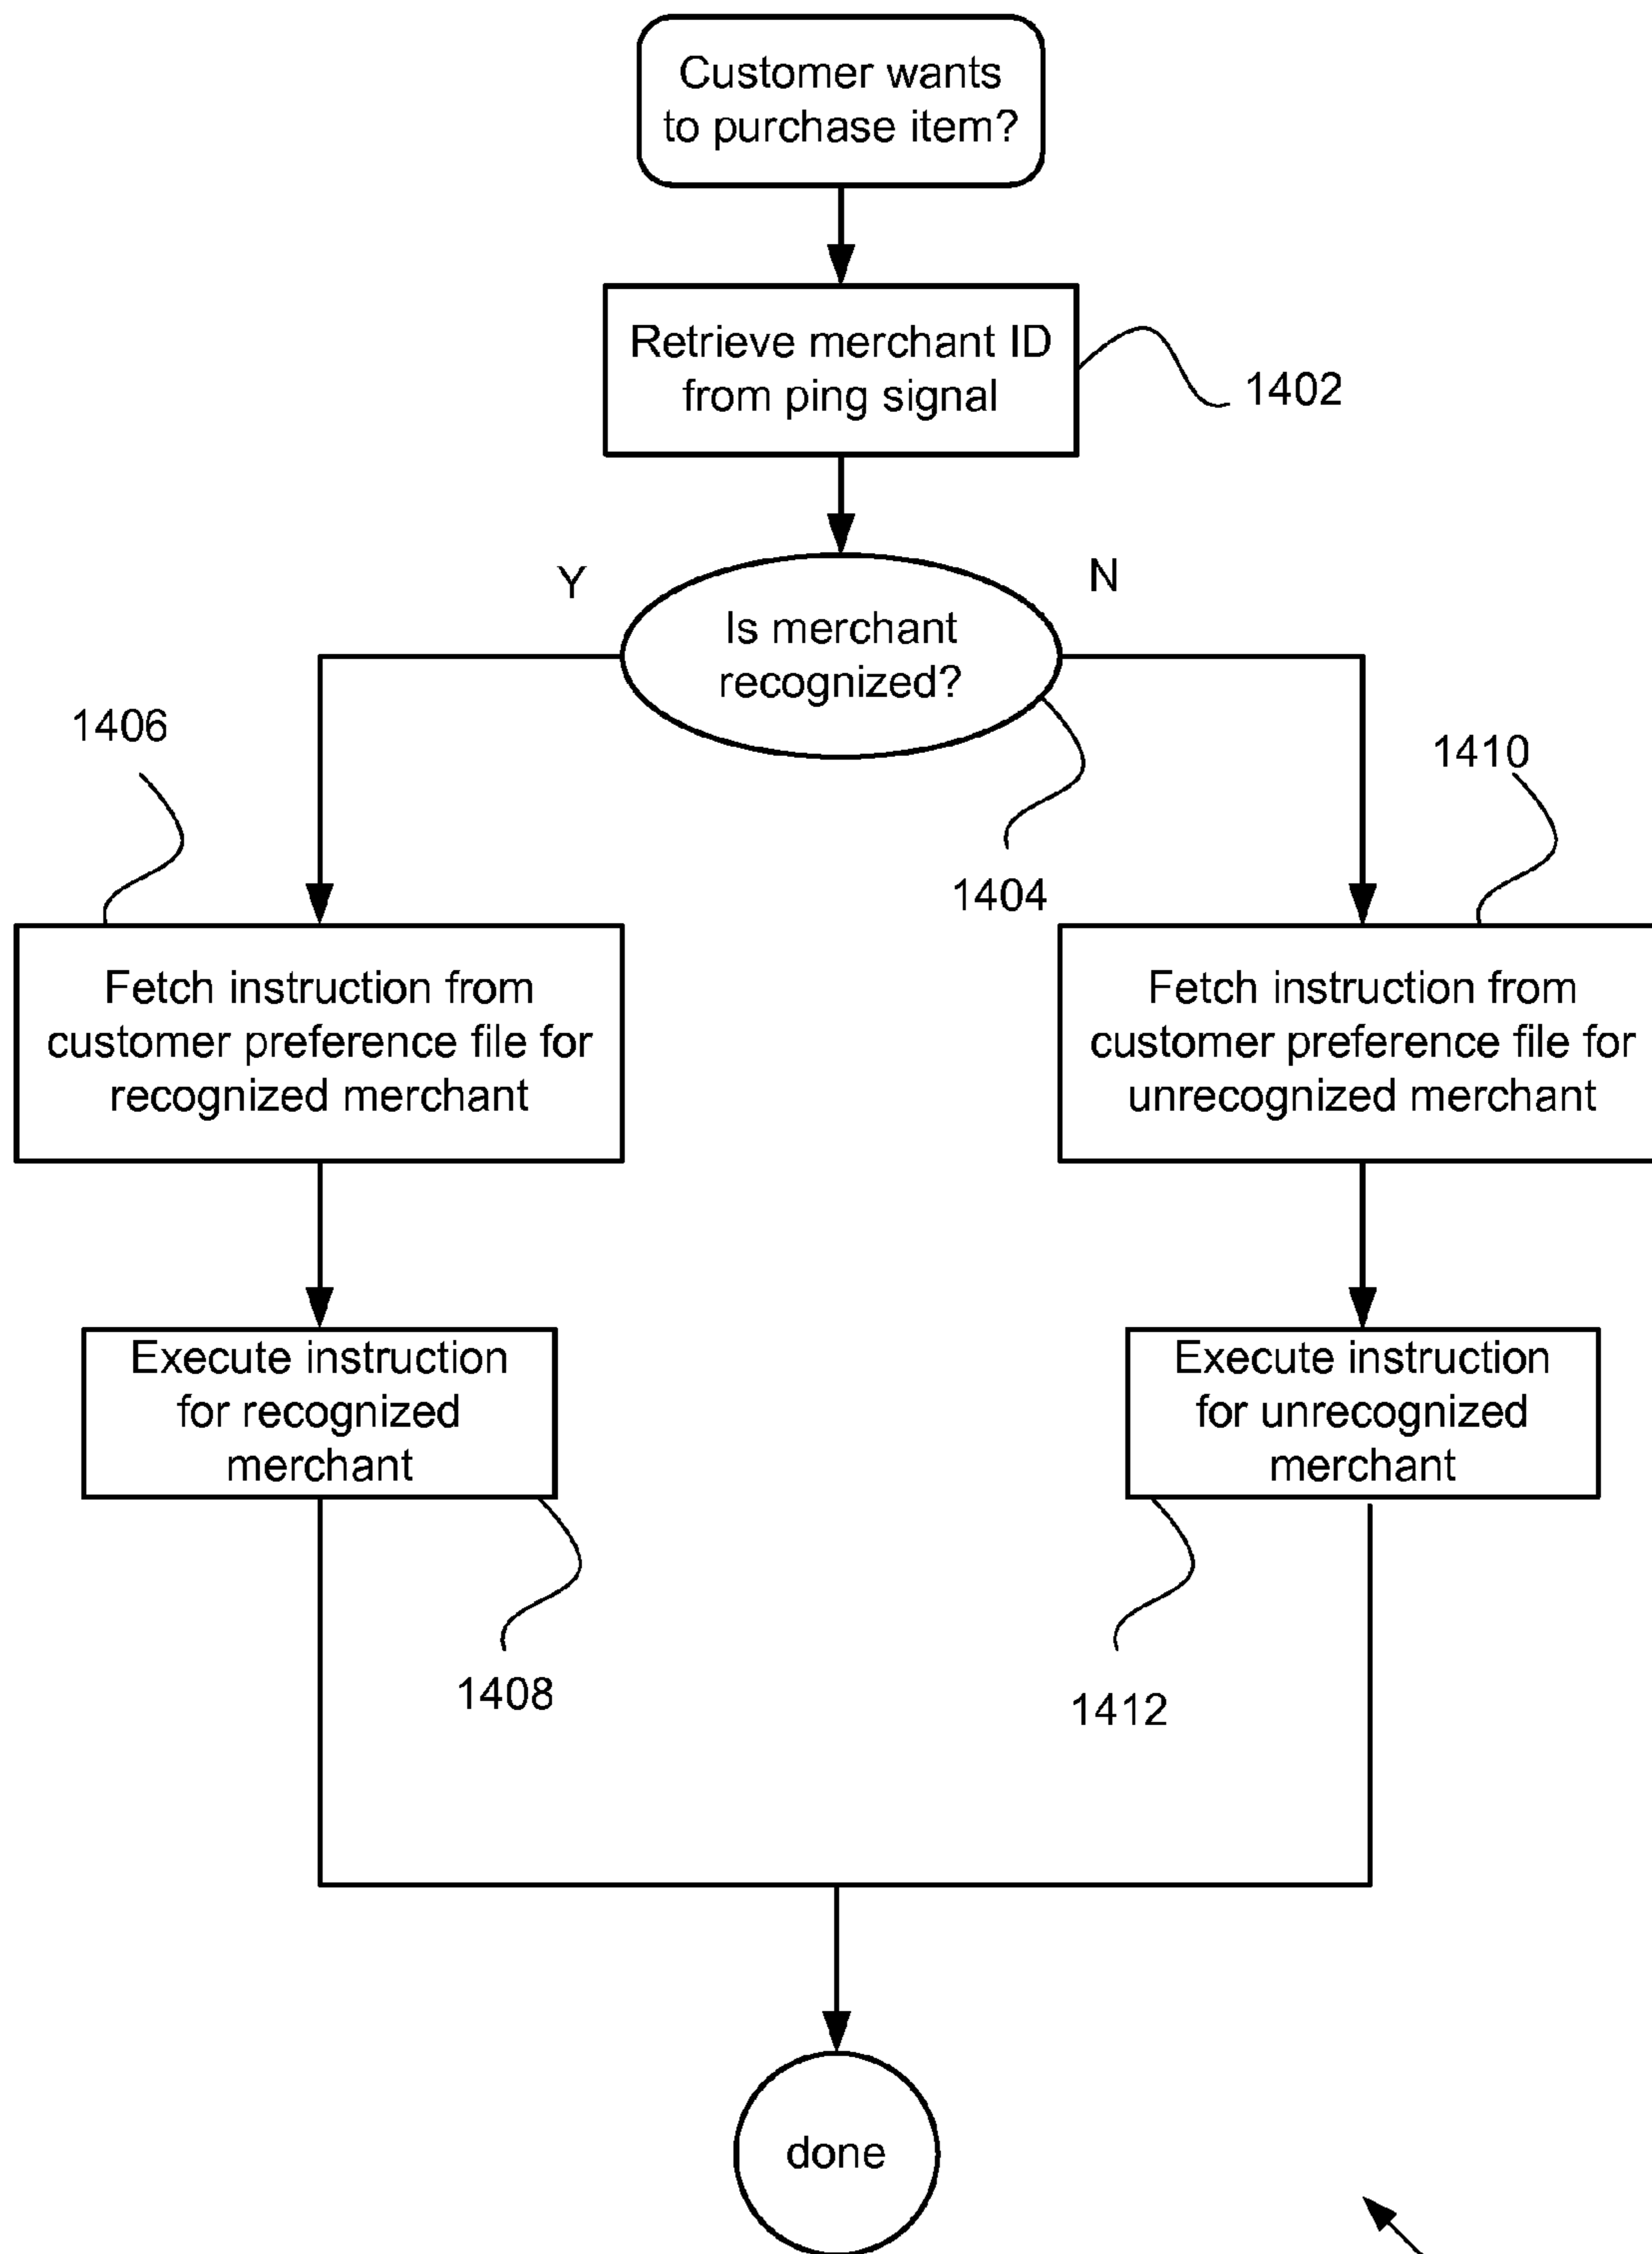 Customer wants
to purchase item?
Retrieve merchant ID
from ping signal
1402
Y
N
Is merchant
recognized?
1406
1410
1404
Fetch instruction from
customer preference file for
recognized merchant
Fetch instruction from
customer preference file for
unrecognized merchant
Execute instruction
for recognized
merchant
Execute instruction
for unrecognized
merchant
1408
1412
done